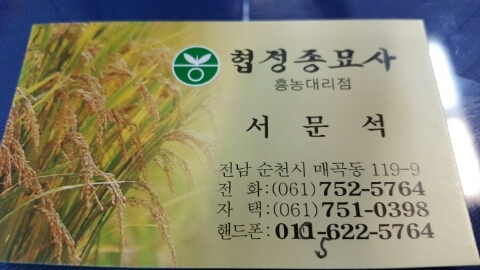 협정종묘사
흥농대리점
서 문 석
전남 순천시 매곡동 119-9
전 화:(061) 752-5764
자 택:(061) 751-0398
핸드폰: 011-622-5764
0
5